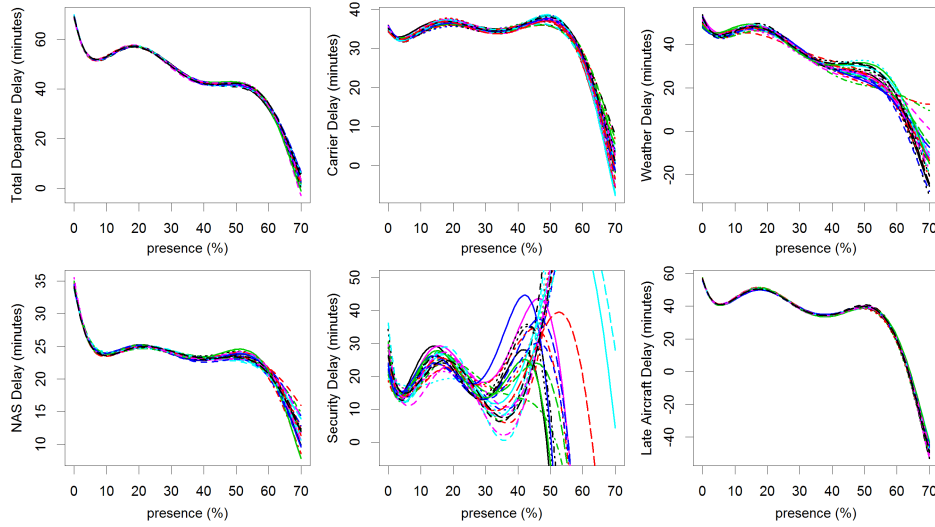 Total Departure Delay (minutes)
60
40
20
0
0 10 20 30 40 50 60 70
presence (%)
Carrier Delay (minutes)
40
30
20
10
0
0 10 20 30 40 50 60 70
presence (%)
Weather Delay (minutes)
40
20
0
-20
0 10 20 30 40 50 60 70
presence (%)
NAS Delay (minutes)
35
30
25
20
15
10
0 10 20 30 40 50 60 70
presence (%)
Security Delay (minutes)
50
40
30
20
10
0
0 10 20 30 40 50 60 70
presence (%)
Late Aircraft Delay (minutes)
60
40
20
0
-20
-40
0 10 20 30 40 50 60 70
presence (%)